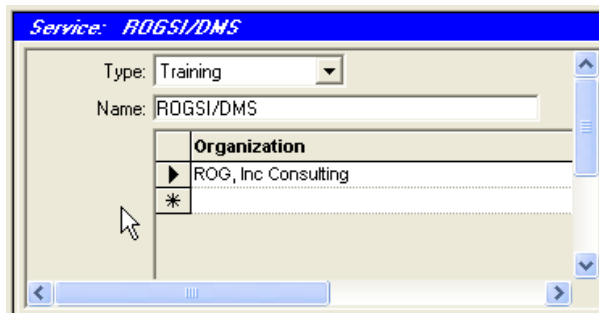 Service: ROGSI/DMS
Type: Training
Name: ROGSI/DMS
Organization
ROG, Inc Consulting